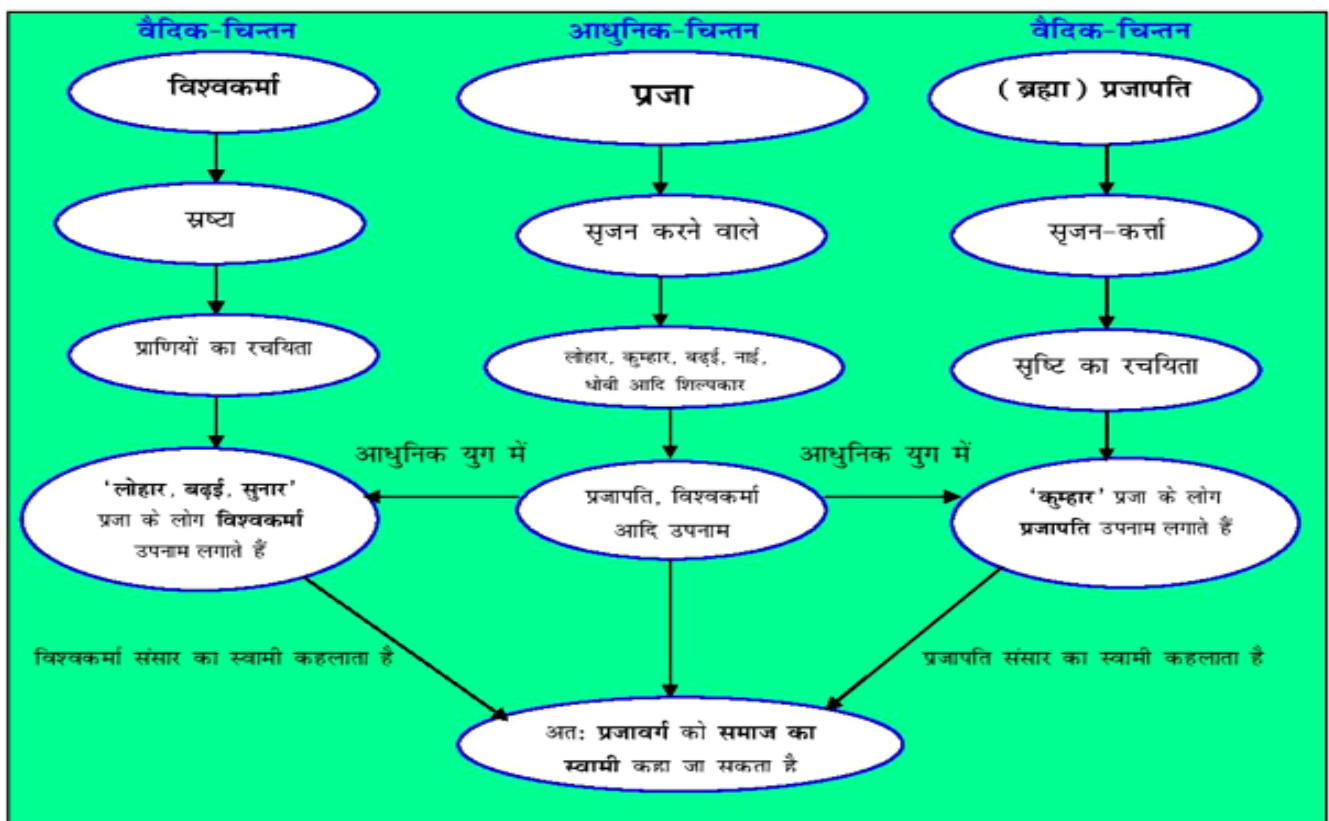 वैदिक-चिन्तन
विश्वकर्मा
स्रष्टा
प्राणियों का रचयिता
'लोहार, बढ़ई, सुनार'
प्रजा के लोग विश्वकर्मा
उपनाम लगाते हैं
विश्वकर्मा संसार का स्वामी कहलाता है
आधुनिक-चिन्तन
प्रजा
सृजन करने वाले
लोहार, कुम्हार, बढ़ई, नाई,
धोबी आदि शिल्पकार
आधुनिक युग में
प्रजापति, विश्वकर्मा
आदि उपनाम
आधुनिक युग में
वैदिक-चिन्तन
(ब्रह्मा) प्रजापति
सृजन-कर्त्ता
सृष्टि का रचयिता
'कुम्हार' प्रजा के लोग
प्रजापति उपनाम लगाते हैं
प्रजापति संसार का स्वामी कहलाता है
अत: प्रजावर्ग को समाज का
स्वामी कहा जा सकता है